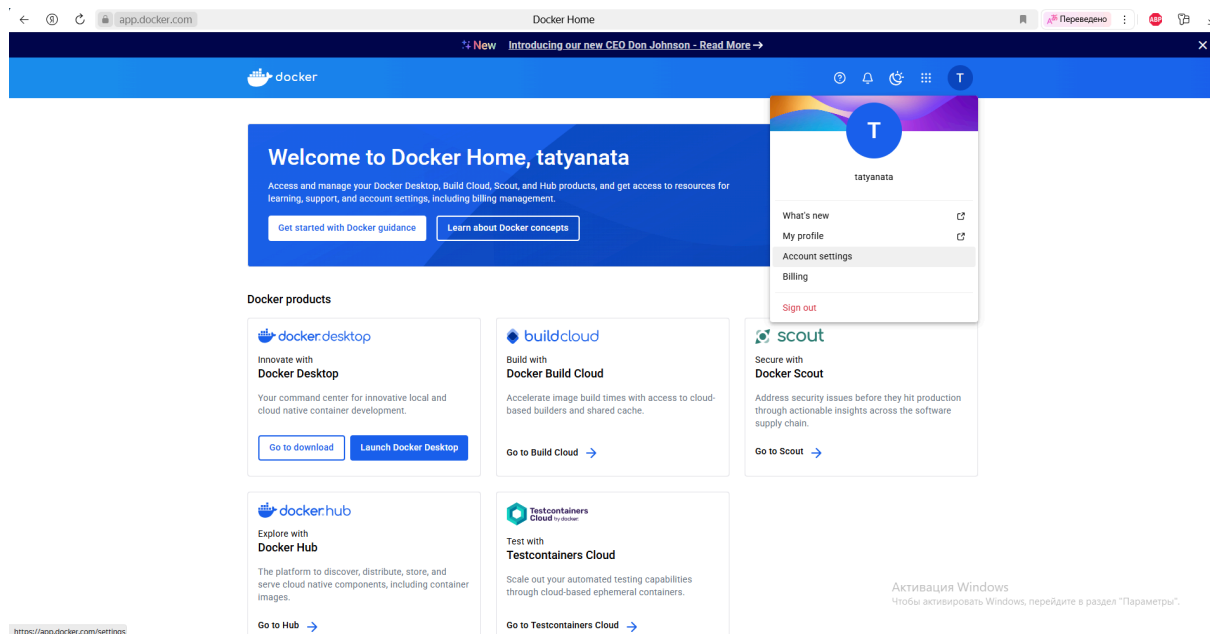 app.docker.com
Docker Home
Переведено
ABP
New Introducing our new CEO Don Johnson - Read More →
docker
T
T
tatyanata
What's new
My profile
Account settings
Billing
Sign out
Welcome to Docker Home, tatyanata
Access and manage your Docker Desktop, Build Cloud, Scout, and Hub products, and get access to resources for
learning, support, and account settings, including billing management.
Get started with Docker guidance
Learn about Docker concepts
Docker products
docker.desktop
Innovate with
Docker Desktop
Your command center for innovative local and
cloud native container development.
Go to download
Launch Docker Desktop
buildcloud
Build with
Docker Build Cloud
Accelerate image build times with access to cloud-
based builders and shared cache.
Go to Build Cloud →
scout
Secure with
Docker Scout
Address security issues before they hit production
through actionable insights across the software
supply chain.
Go to Scout →
docker.hub
Explore with
Docker Hub
The platform to discover, distribute, store, and
serve cloud native components, including container
images.
Go to Hub →
Testcontainers
Cloud by docker
Test with
Testcontainers Cloud
Scale out your automated testing capabilities
through cloud-based ephemeral containers.
Go to Testcontainers Cloud →
Активация Windows
Чтобы активировать Windows, перейдите в раздел "Параметры".
https://app.docker.com/settings